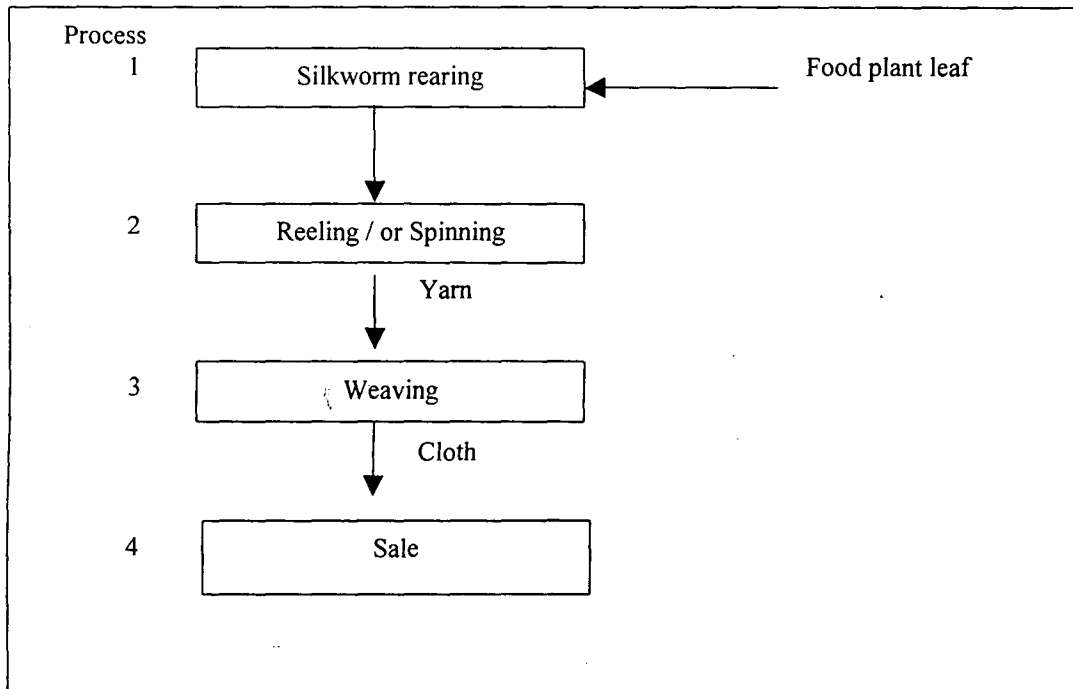 Process
1 Silkworm rearing Food plant leaf
2 Reeling / or Spinning
Yarn
3 Weaving
Cloth
4 Sale